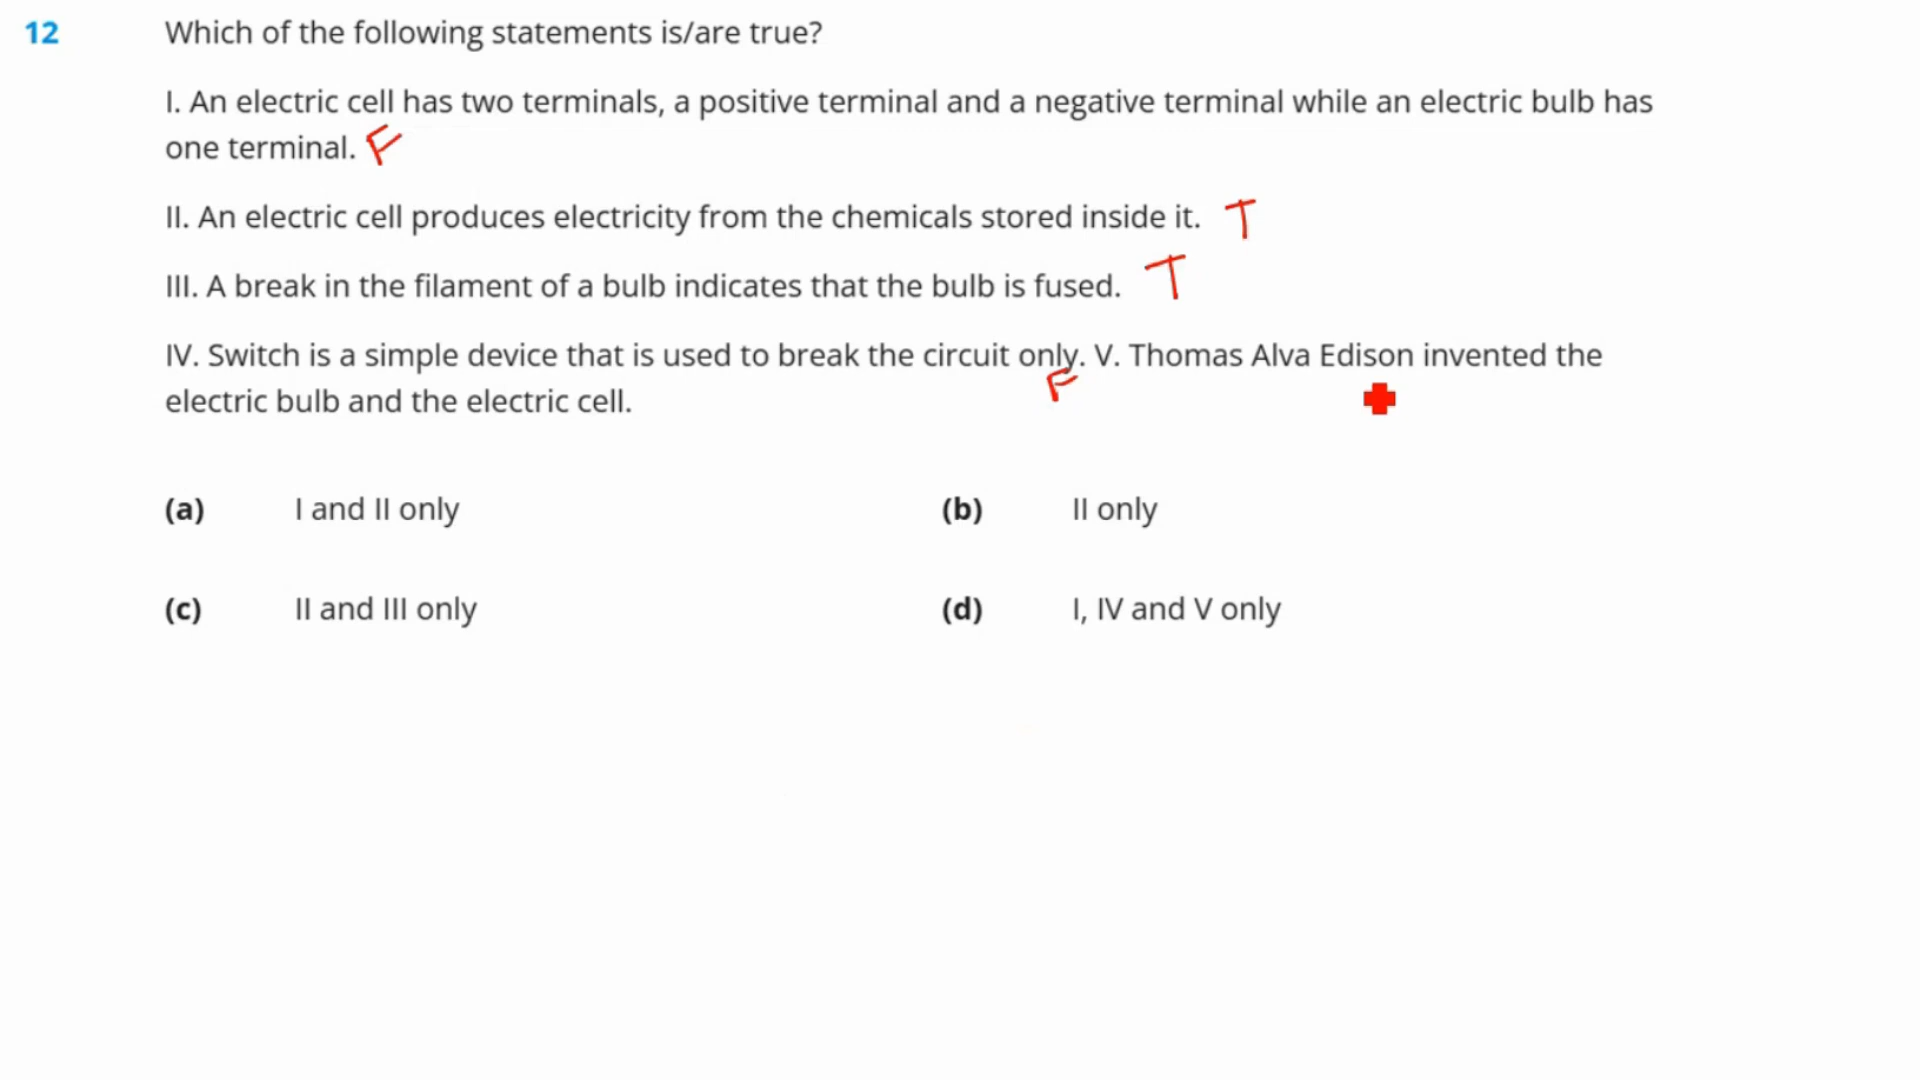 12 Which of the following statements is/are true?
I. An electric cell has two terminals, a positive terminal and a negative terminal while an electric bulb has
one terminal. F
II. An electric cell produces electricity from the chemicals stored inside it. T
III. A break in the filament of a bulb indicates that the bulb is fused. T
IV. Switch is a simple device that is used to break the circuit only. V. Thomas Alva Edison invented the
F
electric bulb and the electric cell.
(a) I and II only (b) II only
(c) II and III only (d) I, IV and V only